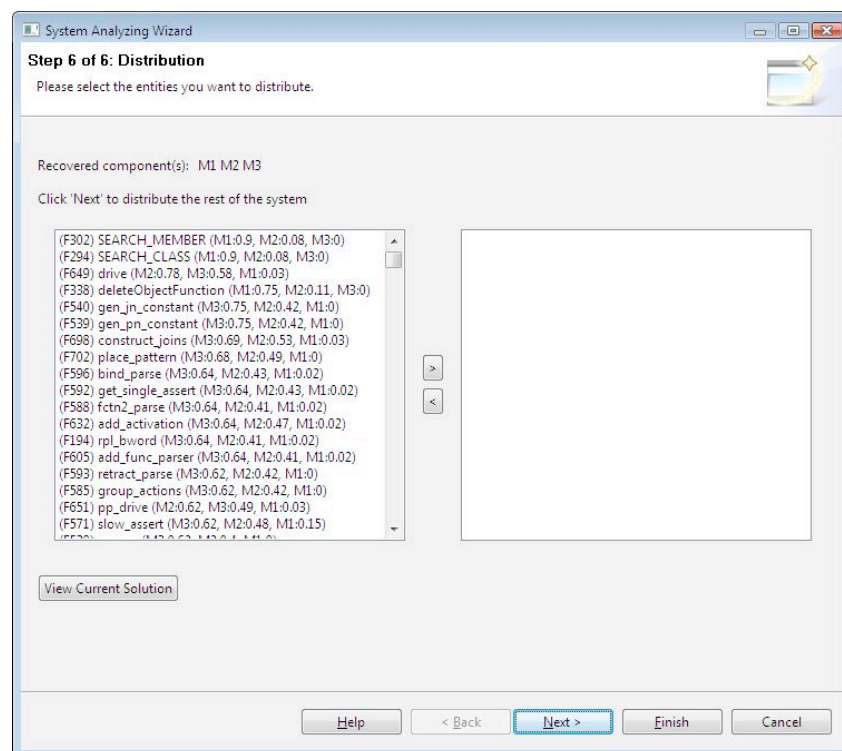 System Analyzing Wizard
Step 6 of 6: Distribution
Please select the entities you want to distribute.
Recovered component(s): M1 M2 M3
Click 'Next' to distribute the rest of the system
(F302) SEARCH_MEMBER (M1:0.9, M2:0.08, M3:0)
(F294) SEARCH_CLASS (M1:0.9, M2:0.08, M3:0)
(F649) drive (M2:0.78, M3:0.58, M1:0.03)
(F338) deleteObjectFunction (M1:0.75, M2:0.11, M3:0)
(F540) gen_jn_constant (M3:0.75, M2:0.42, M1:0)
(F539) gen_pn_constant (M3:0.75, M2:0.42, M1:0)
(F698) construct_joins (M3:0.69, M2:0.53, M1:0.03)
(F702) place_pattern (M3:0.68, M2:0.49, M1:0)
(F596) bind_parse (M3:0.64, M2:0.43, M1:0.02)
(F592) get_single_assert (M3:0.64, M2:0.43, M1:0.02)
(F588) fctn2_parse (M3:0.64, M2:0.41, M1:0.02)
(F632) add_activation (M3:0.64, M2:0.47, M1:0.02)
(F194) rpl_bword (M3:0.64, M2:0.41, M1:0.02)
(F605) add_func_parser (M3:0.64, M2:0.41, M1:0.02)
(F593) retract_parse (M3:0.62, M2:0.42, M1:0)
(F585) group_actions (M3:0.62, M2:0.42, M1:0)
(F651) pp_drive (M2:0.62, M3:0.49, M1:0.03)
(F571) slow_assert (M3:0.62, M2:0.48, M1:0.15)
>
<
View Current Solution
Help
< Back
Next >
Finish
Cancel